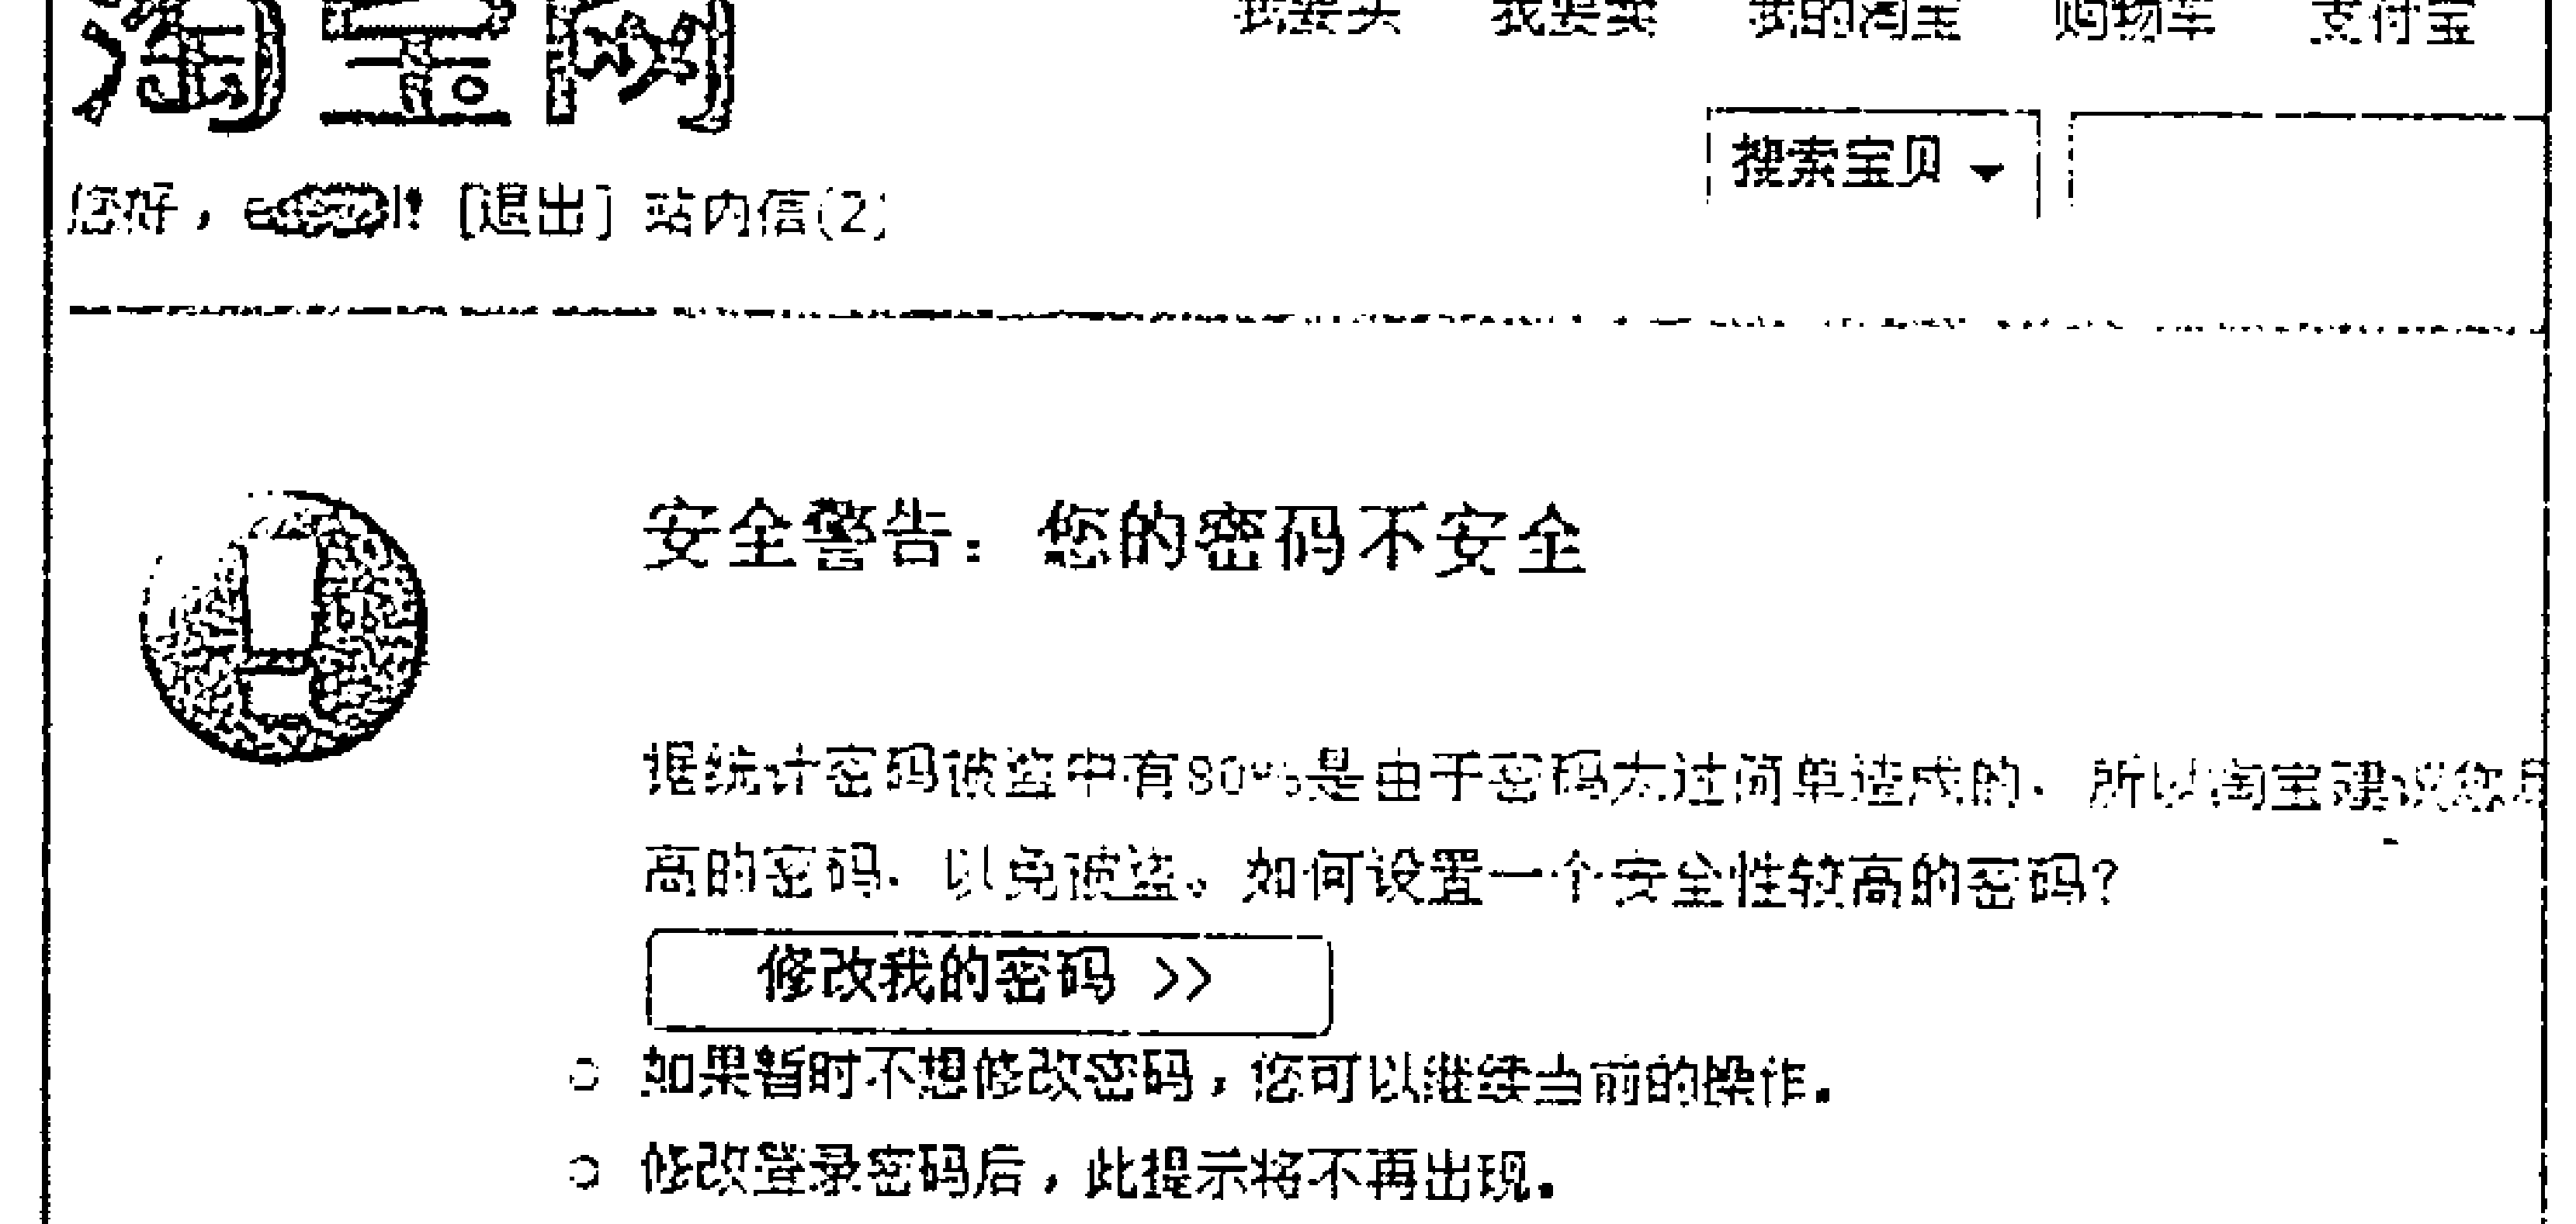 淘宝网
我要买 我要卖 我的淘宝 购物车 支付宝
搜索宝贝
您好, ! [退出] 站内信(2)
安全警告: 您的密码不安全
据统计密码被盗中有80%是由于密码太过简单造成的, 所以淘宝建议您
高的密码, 以免被盗。如何设置一个安全性较高的密码?
修改我的密码 >>
如果暂时不想修改密码, 您可以继续当前的操作。
修改登录密码后, 此提示将不再出现。